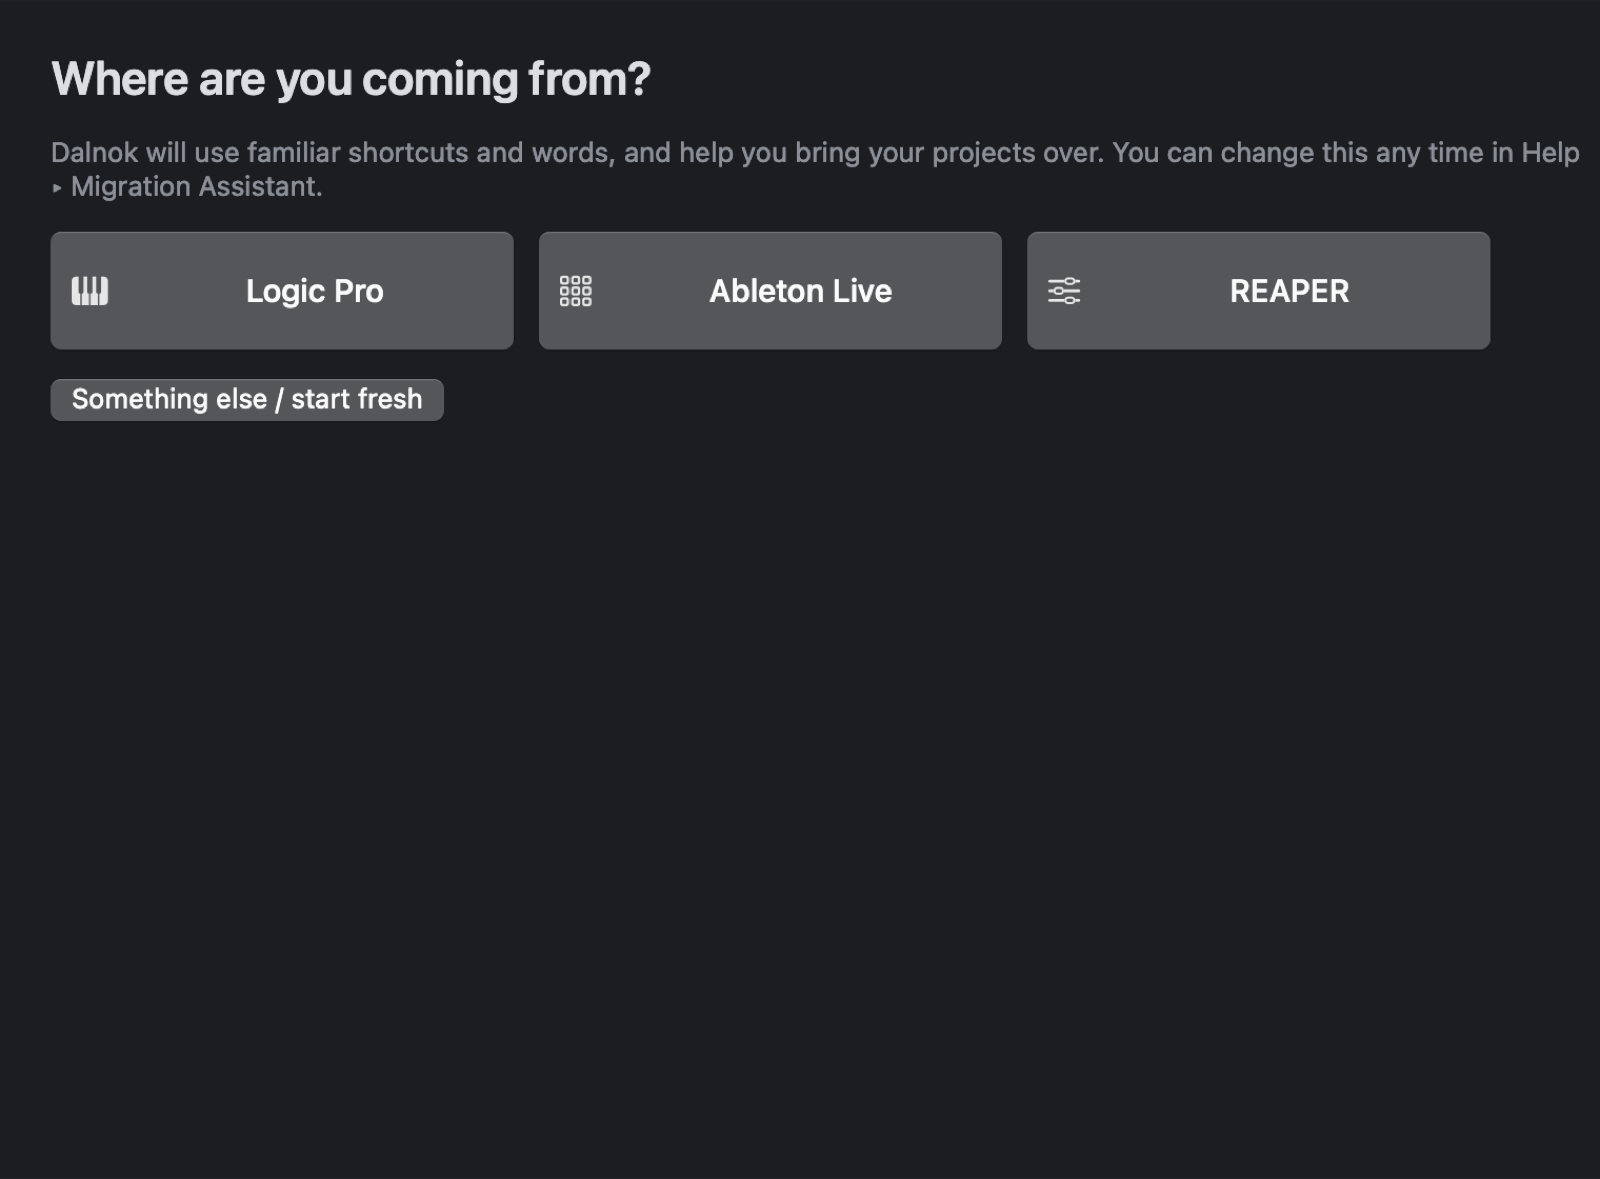 Where are you coming from?
Dalnok will use familiar shortcuts and words, and help you bring your projects over. You can change this any time in Help
▸ Migration Assistant.
Logic Pro
Ableton Live
REAPER
Something else / start fresh